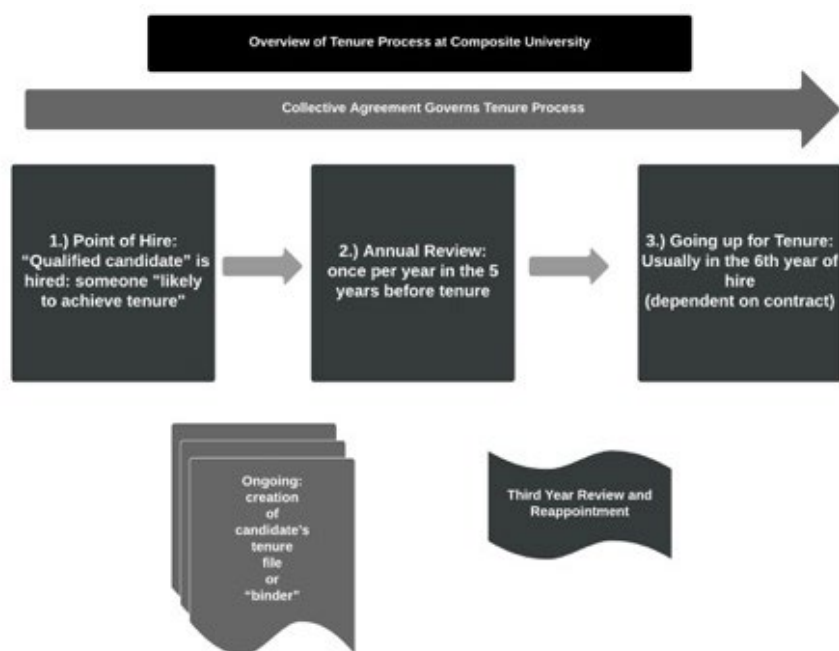 Overview of Tenure Process at Composite University
Collective Agreement Governs Tenure Process
1.) Point of Hire:
"Qualified candidate" is
hired: someone "likely
to achieve tenure"
2.) Annual Review:
once per year in the 5
years before tenure
3.) Going up for Tenure:
Usually in the 6th year of
hire
(dependent on contract)
Ongoing:
creation
of
candidate's
tenure
file
or
"binder"
Third Year Review and
Reappointment